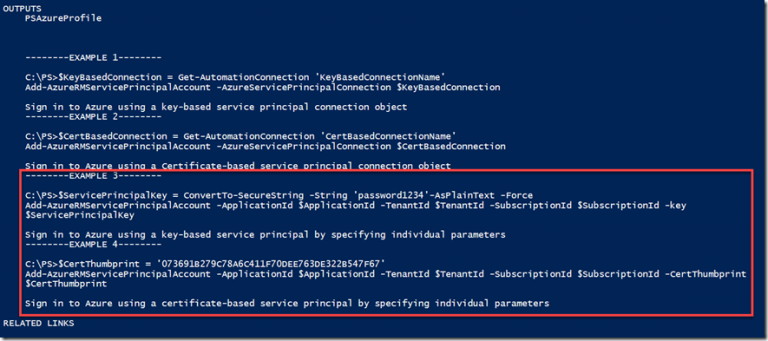 OUTPUTS
PSAzureProfile
--------EXAMPLE 1--------
C:\PS>$KeyBasedConnection = Get-AutomationConnection 'KeyBasedConnectionName'
Add-AzureRMServicePrincipalAccount -AzureServicePrincipalConnection $KeyBasedConnection
Sign in to Azure using a key-based service principal connection object
--------EXAMPLE 2--------
C:\PS>$CertBasedConnection = Get-AutomationConnection 'CertBasedConnectionName'
Add-AzureRMServicePrincipalAccount -AzureServicePrincipalConnection $CertBasedConnection
Sign in to Azure using a Certificate-based service principal connection object
--------EXAMPLE 3--------
C:\PS>$ServicePrincipalKey = ConvertTo-SecureString -String 'password1234'-AsPlainText -Force
Add-AzureRMServicePrincipalAccount -ApplicationId $ApplicationId -TenantId $TenantId -SubscriptionId $SubscriptionId -key
$ServicePrincipalKey
Sign in to Azure using a key-based service principal by specifying individual parameters
--------EXAMPLE 4--------
C:\PS>$CertThumbprint = '073691B279C78A6C411F70DEE763DE322B547F67'
Add-AzureRMServicePrincipalAccount -ApplicationId $ApplicationId -TenantId $TenantId -SubscriptionId $SubscriptionId -CertThumbprint
$CertThumbprint
Sign in to Azure using a certificate-based service principal by specifying individual parameters
RELATED LINKS